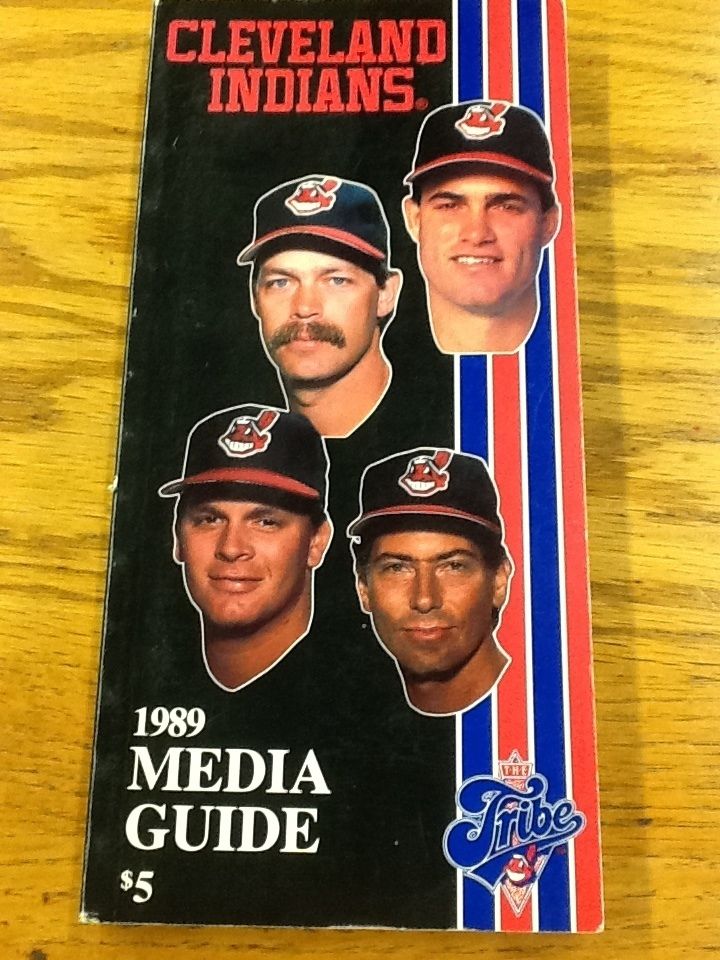 CLEVELAND
INDIANS®
1989
MEDIA
GUIDE
$5
THE
Tribe